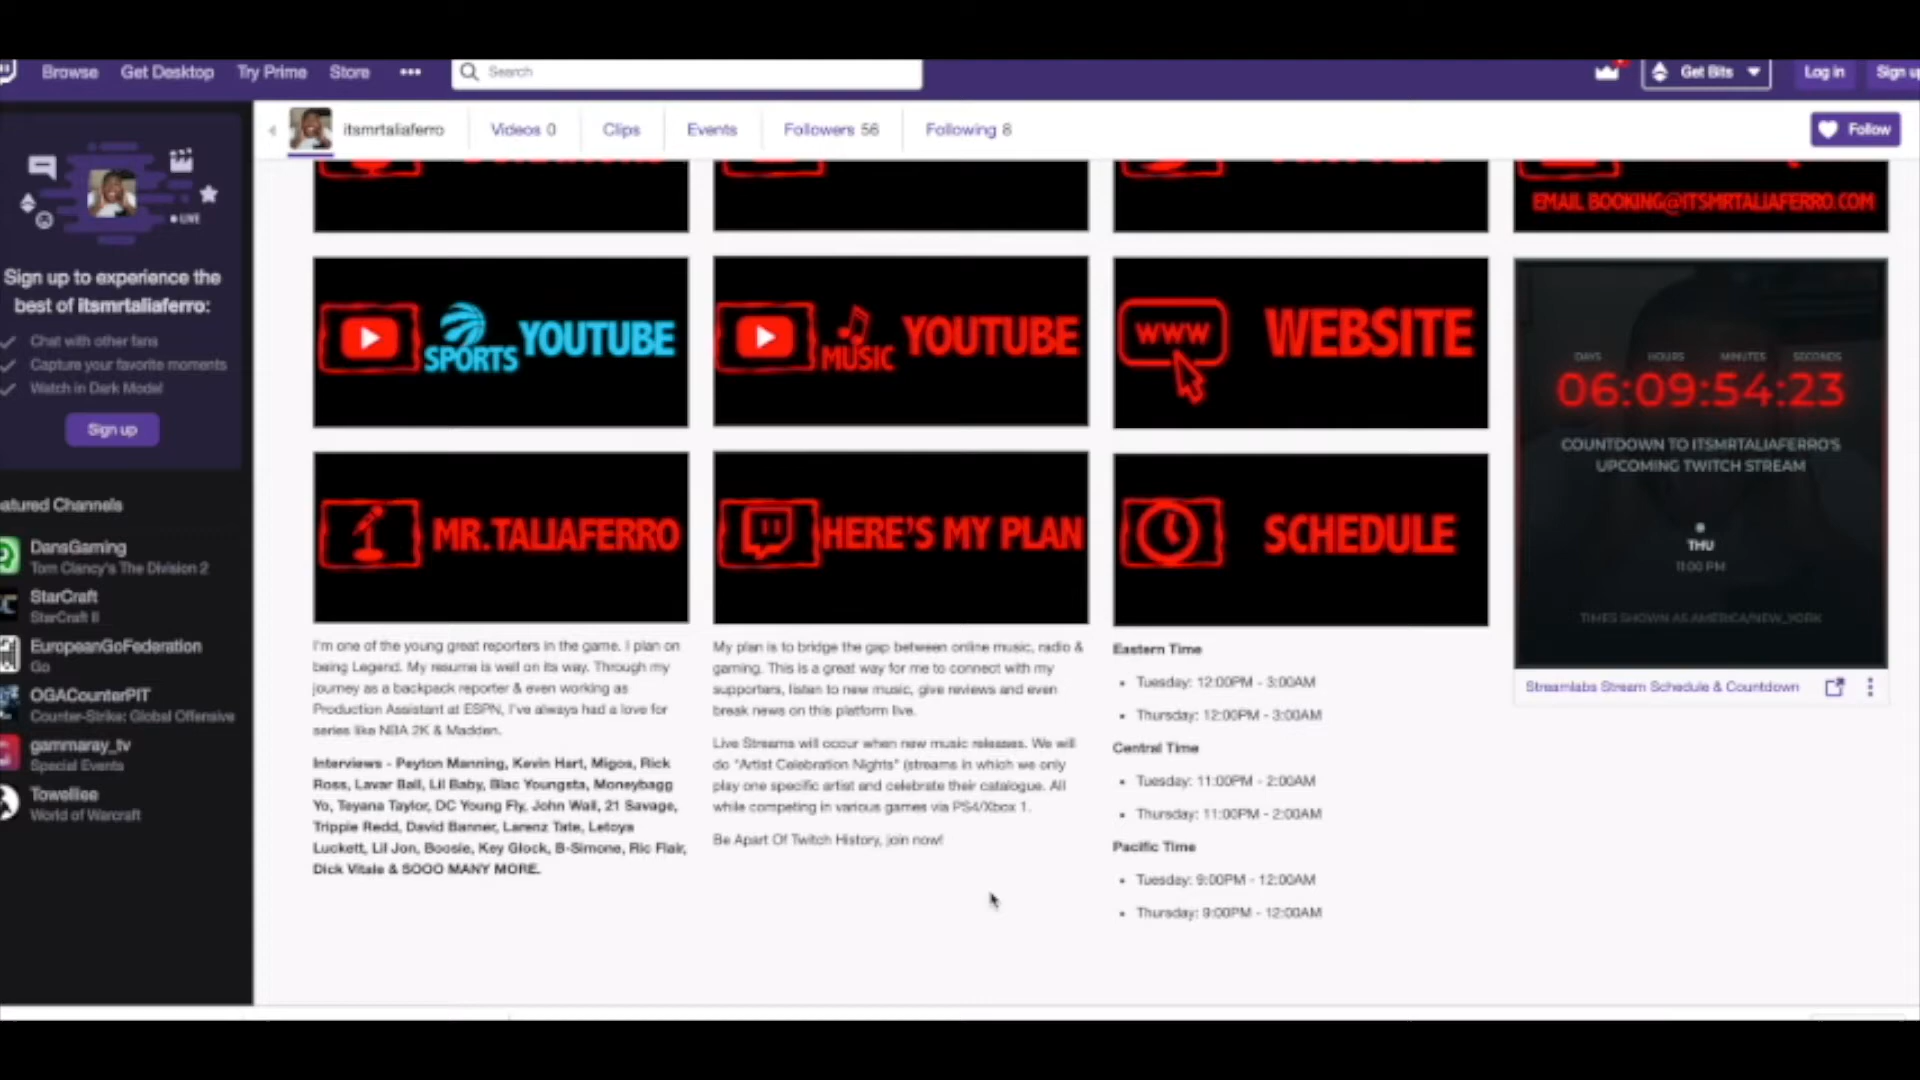 Browse Get Desktop Try Prime Store ••• Search Get Bits Log in Sign up
itsmrtaliaferro Videos 0 Clips Events Followers 56 Following 8 Follow
LIVE
Sign up to experience the
best of itsmrtaliaferro:
Chat with other fans
Capture your favorite moments
Watch in Dark Mode!
Sign up
eatured Channels
DansGaming
Tom Clancy's The Division 2
StarCraft
StarCraft II
EuropeanGoFederation
Go
OGACounterPIT
Counter-Strike: Global Offensive
gammaray_tv
Special Events
Towelliee
World of Warcraft
EMAIL BOOKING@ITSMRTALIAFERRO.COM
SPORTS YOUTUBE
MUSIC YOUTUBE
WWW WEBSITE
DAYS HOURS MINUTES SECONDS
06:09:54:23
COUNTDOWN TO ITSMRTALIAFERRO'S
UPCOMING TWITCH STREAM
THU
11:00 PM
TIMES SHOWN AS AMERICA/NEW_YORK
Streamlabs Stream Schedule & Countdown
MR.TALIAFERRO
I'm one of the young great reporters in the game. I plan on
being Legend. My resume is well on its way. Through my
journey as a backpack reporter & even working as
Production Assistant at ESPN, I've always had a love for
series like NBA 2K & Madden.
Interviews - Peyton Manning, Kevin Hart, Migos, Rick
Ross, Lavar Ball, Lil Baby, Blac Youngsta, Moneybagg
Yo, Teyana Taylor, DC Young Fly, John Wall, 21 Savage,
Trippie Redd, David Banner, Larenz Tate, Letoya
Luckett, Lil Jon, Boosie, Key Glock, B-Simone, Ric Flair,
Dick Vitale & SOOO MANY MORE.
HERE'S MY PLAN
My plan is to bridge the gap between online music, radio &
gaming. This is a great way for me to connect with my
supporters, listen to new music, give reviews and even
break news on this platform live.
Live Streams will occur when new music releases. We will
do "Artist Celebration Nights" (streams in which we only
play one specific artist and celebrate their catalogue. All
while competing in various games via PS4/Xbox 1.
Be Apart Of Twitch History, join now!
SCHEDULE
Eastern Time
Tuesday: 12:00PM - 3:00AM
Thursday: 12:00PM - 3:00AM
Central Time
Tuesday: 11:00PM - 2:00AM
Thursday: 11:00PM - 2:00AM
Pacific Time
Tuesday: 9:00PM - 12:00AM
Thursday: 9:00PM - 12:00AM